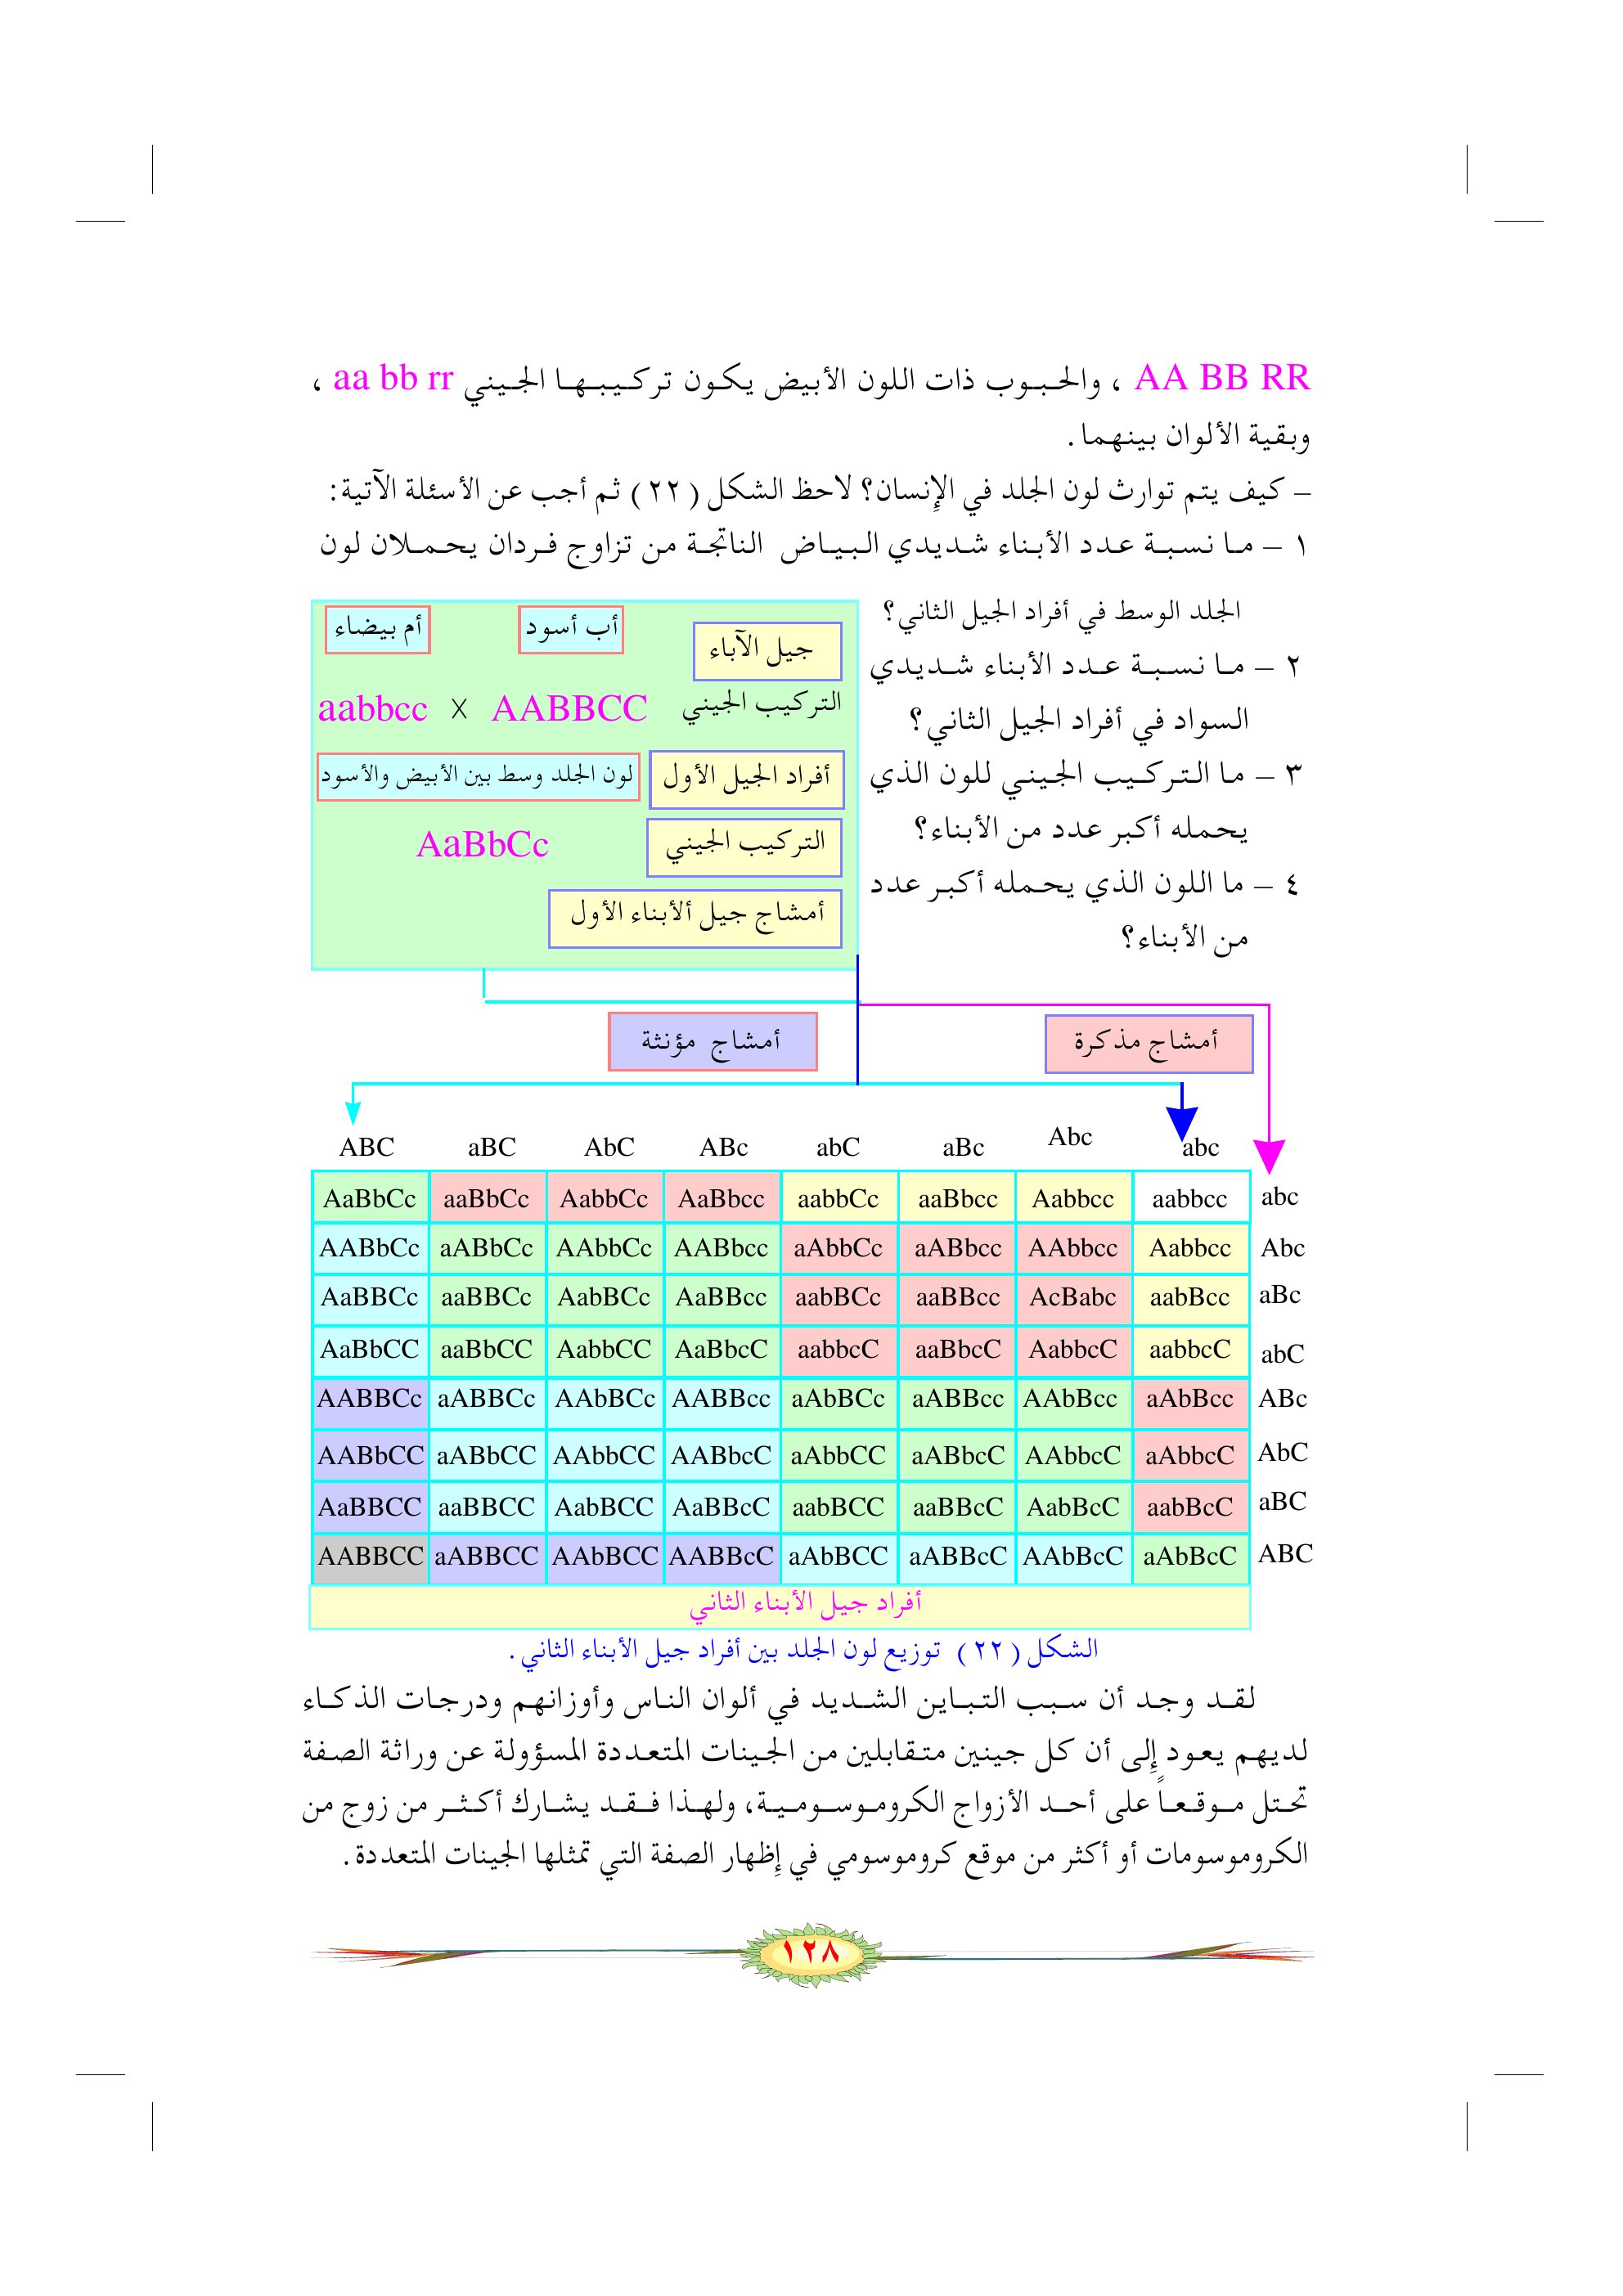 AA BB RR ، والحبوب ذات اللون الأبيض يكون تركيبها الجيني aa bb rr ،
وبقية الألوان بينهما .
– كيف يتم توارث لون الجلد في الإنسان؟ لاحظ الشكل ( ٢٢ ) ثم أجب عن الأسئلة الآتية :
١ – ما نسبة عدد الأبناء شديدي البياض الناتجة من تزاوج فردان يحملان لون
الجلد الوسط في أفراد الجيل الثاني؟
٢ – ما نسبة عدد الأبناء شديدي
السواد في أفراد الجيل الثاني؟
٣ – ما التركيب الجيني للون الذي
يحمله أكبر عدد من الأبناء؟
٤ – ما اللون الذي يحمله أكبر عدد
من الأبناء؟
أب أسود أم بيضاء
جيل الآباء
التركيب الجيني AABBCC X aabbcc
أفراد الجيل الأول لون الجلد وسط بين الأبيض والأسود
التركيب الجيني AaBbCc
أمشاج جيل ألأبناء الأول
أمشاج مذكرة أمشاج مؤنثة
ABC aBC AbC ABc abC aBc Abc abc
AaBbCc aaBbCc AabbCc AaBbcc aabbCc aaBbcc Aabbcc aabbcc abc
AABbCc aABbCc AAbbCc AABbcc aAbbCc aABbcc AAbbcc Aabbcc Abc
AaBBCc aaBBCc AabBCc AaBBcc aabBCc aaBBcc AcBabc aabBcc aBc
AaBbCC aaBbCC AabbCC AaBbcC aabbcC aaBbcC AabbcC aabbcC abC
AABBCc aABBCc AAbBCc AABBcc aAbBCc aABBcc AAbBcc aAbBcc ABc
AABbCC aABbCC AAbbCC AABbcC aAbbCC aABbcC AAbbcC aAbbcC AbC
AaBBCC aaBBCC AabBCC AaBBcC aabBCC aaBBcC AabBcC aabBcC aBC
AABBCC aABBCC AAbBCC AABBcC aAbBCC aABBcC AAbBcC aAbBcC ABC
أفراد جيل الأبناء الثاني
الشكل ( ٢٢ ) توزيع لون الجلد بين أفراد جيل الأبناء الثاني .
لقد وجد أن سبب التباين الشديد في ألوان الناس وأوزانهم ودرجات الذكاء
لديهم يعود إلى أن كل جينين متقابلين من الجينات المتعددة المسؤولة عن وراثة الصفة
تحتل موقعاً على أحد الأزواج الكروموسومية، ولهذا فقد يشارك أكثر من زوج من
الكروموسومات أو أكثر من موقع كروموسومي في إظهار الصفة التي تمثلها الجينات المتعددة .
١٢٨